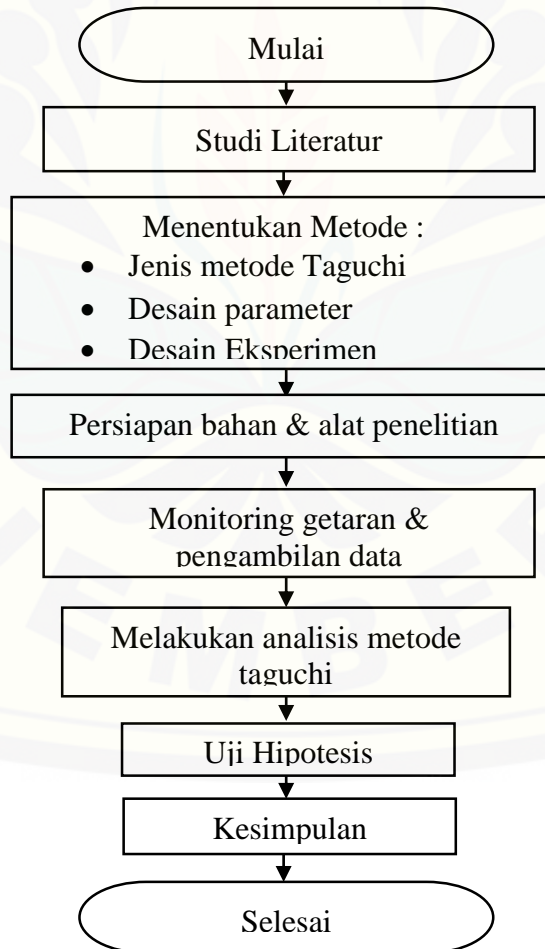 Mulai
Studi Literatur
Menentukan Metode :
• Jenis metode Taguchi
• Desain parameter
• Desain Eksperimen
Persiapan bahan & alat penelitian
Monitoring getaran &
pengambilan data
Melakukan analisis metode
taguchi
Uji Hipotesis
Kesimpulan
Selesai